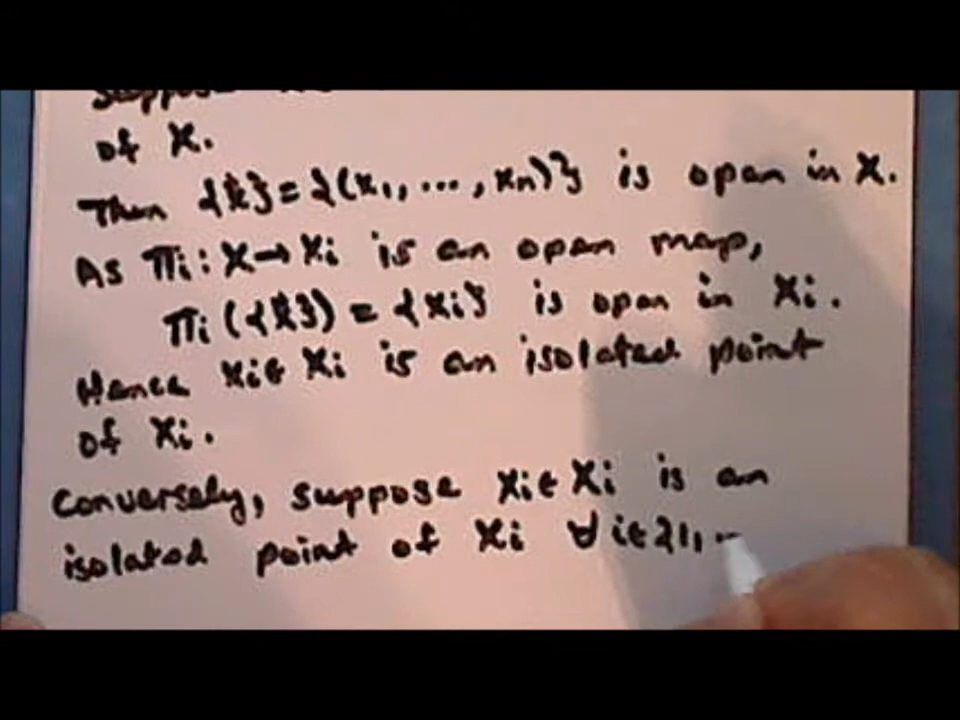 Suppose
of X.
Then {x} = {(x₁, ..., xₙ)} is open in X.
As πᵢ : X → Xᵢ is an open map,
πᵢ({x}) = {xᵢ} is open in Xᵢ.
Hence xᵢ ∈ Xᵢ is an isolated point
of Xᵢ.
Conversely, suppose xᵢ ∈ Xᵢ is an
isolated point of Xᵢ ∀ i ∈ {1, ..